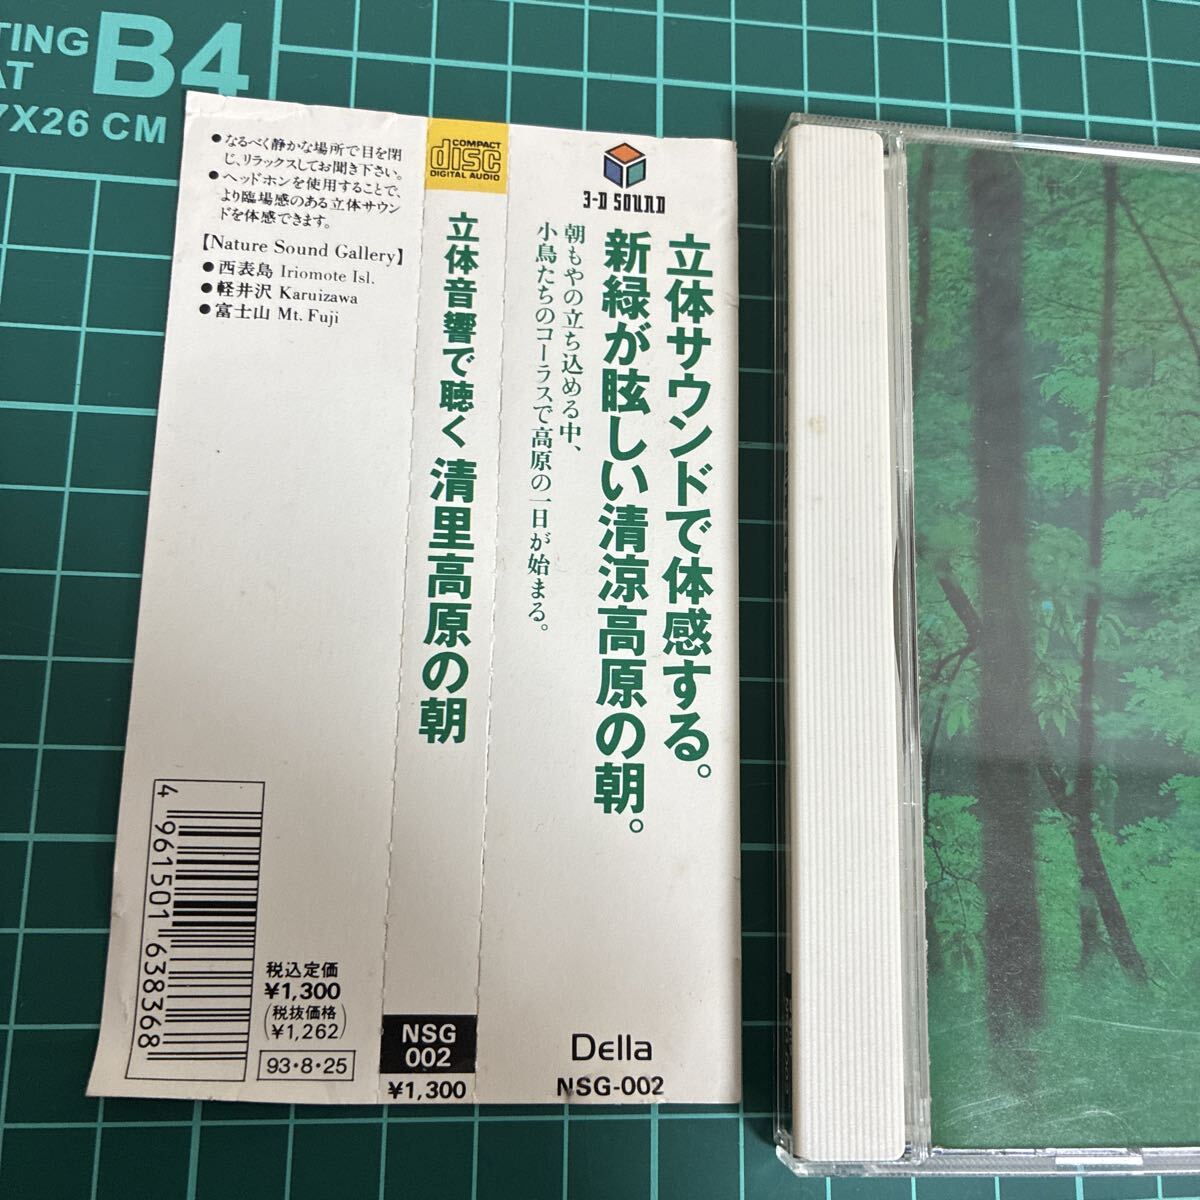 TING
B4
AT
7X26 CM
●なるべく静かな場所で目を閉
じ、リラックスしてお聞き下さい。
●ヘッドホンを使用することで、
より臨場感のある立体サウン
ドを体感できます。
【Nature Sound Gallery】
●西表島 Iriomote Isl.
●軽井沢 Karuizawa
●富士山 Mt. Fuji
4 961501 638368
税込定価
¥1,300
(税抜価格
¥1,262)
93・8・25
COMPACT
disc
DIGITAL AUDIO
立体音響で聴く 清里高原の朝
NSG
002
¥1,300
3-D SOUND
立体サウンドで体感する。
新緑が眩しい清涼高原の朝。
朝もやの立ち込める中、
小鳥たちのコーラスで高原の一日が始まる。
Della
NSG-002